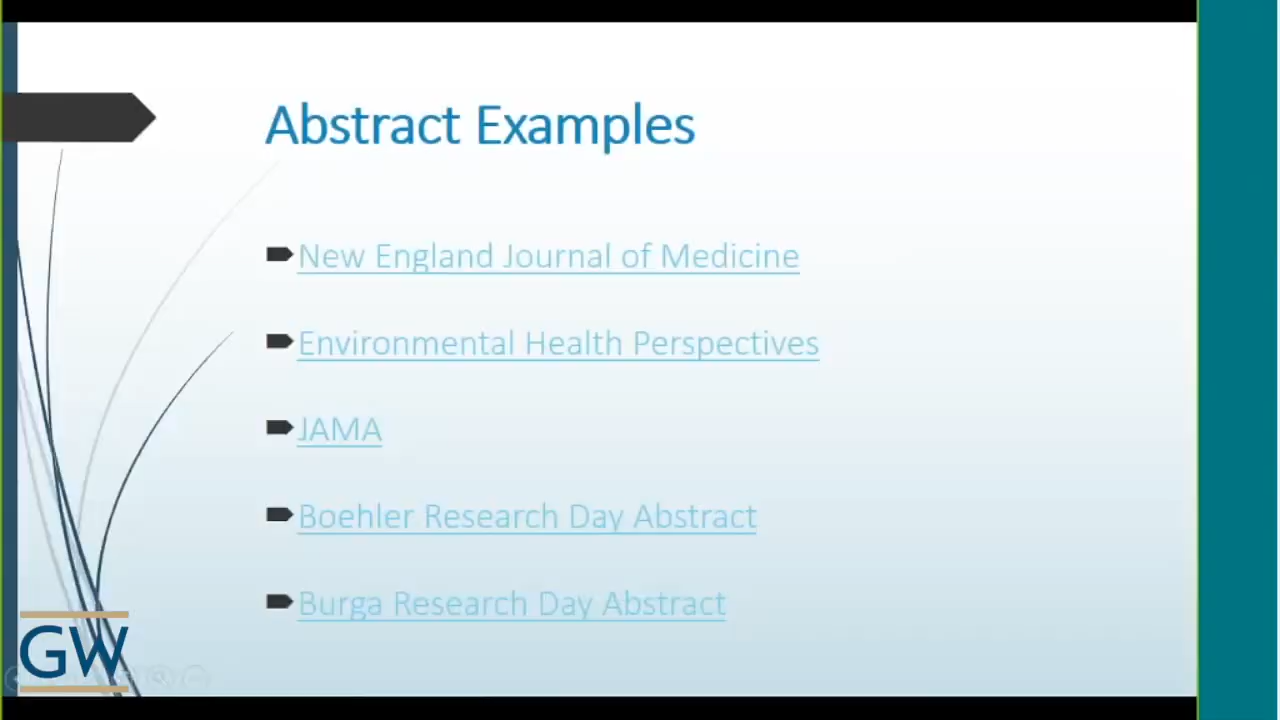 Abstract Examples
New England Journal of Medicine
Environmental Health Perspectives
JAMA
Boehler Research Day Abstract
Burga Research Day Abstract
GW